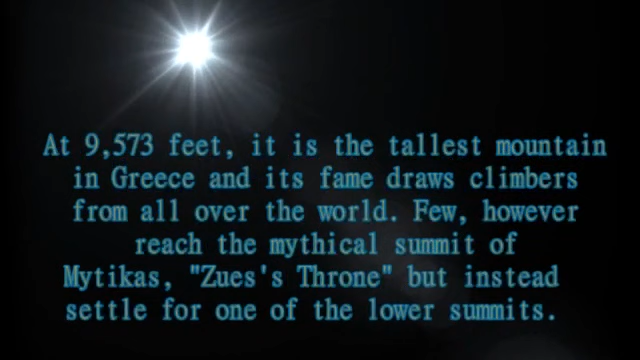 At 9,573 feet, it is the tallest mountain
in Greece and its fame draws climbers
from all over the world. Few, however
reach the mythical summit of
Mytikas, "Zues's Throne" but instead
settle for one of the lower summits.